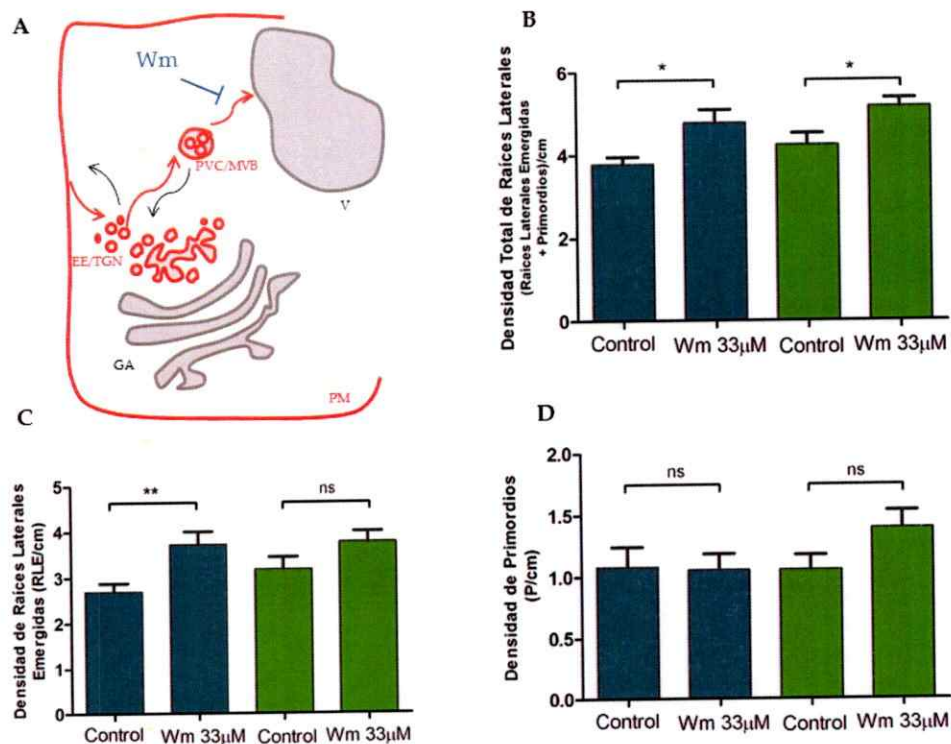 A
Wm
PVC/MVB
V
EE/TGN
GA
PM
B
Densidad Total de Raíces Laterales
(Raíces Laterales Emergidas
+ Primordios)/cm
6
4
2
0
*
*
Control
Wm 33µM
Control
Wm 33µM
C
Densidad de Raíces Laterales
Emergidas (RLE/cm)
5
4
3
2
1
0
**
ns
Control
Wm 33µM
Control
Wm 33µM
D
Densidad de Primordios
(P/cm)
2.0
1.5
1.0
0.5
0.0
ns
ns
Control
Wm 33µM
Control
Wm 33µM